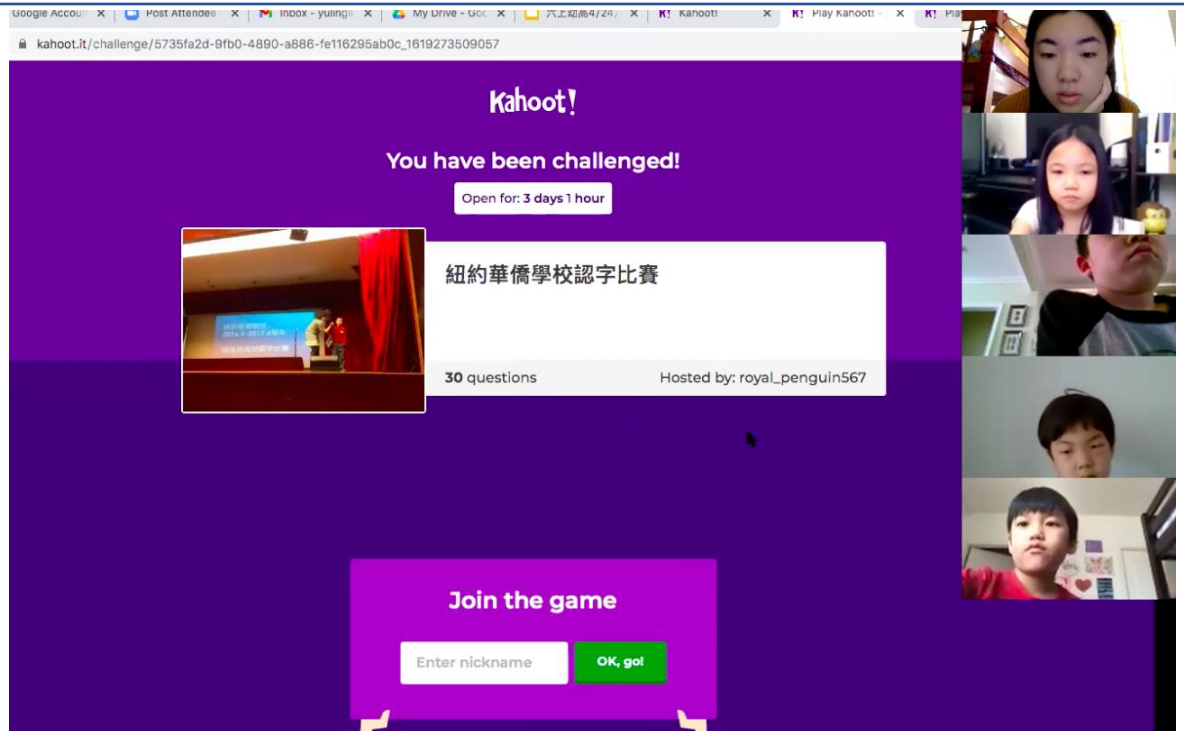 Google Accou
Post Attendee -
Inbox - yulingli
My Drive - Goo
六上幼高4/24/
K! Kahoot!
K! Play Kahoot! -
K! Pla
kahoot.it/challenge/5735fa2d-9fb0-4890-a886-fe116295ab0c_1619273509057
Kahoot!
You have been challenged!
Open for: 3 days 1 hour
紐約華僑學校認字比賽
30 questions
Hosted by: royal_penguin567
Join the game
Enter nickname
OK, go!